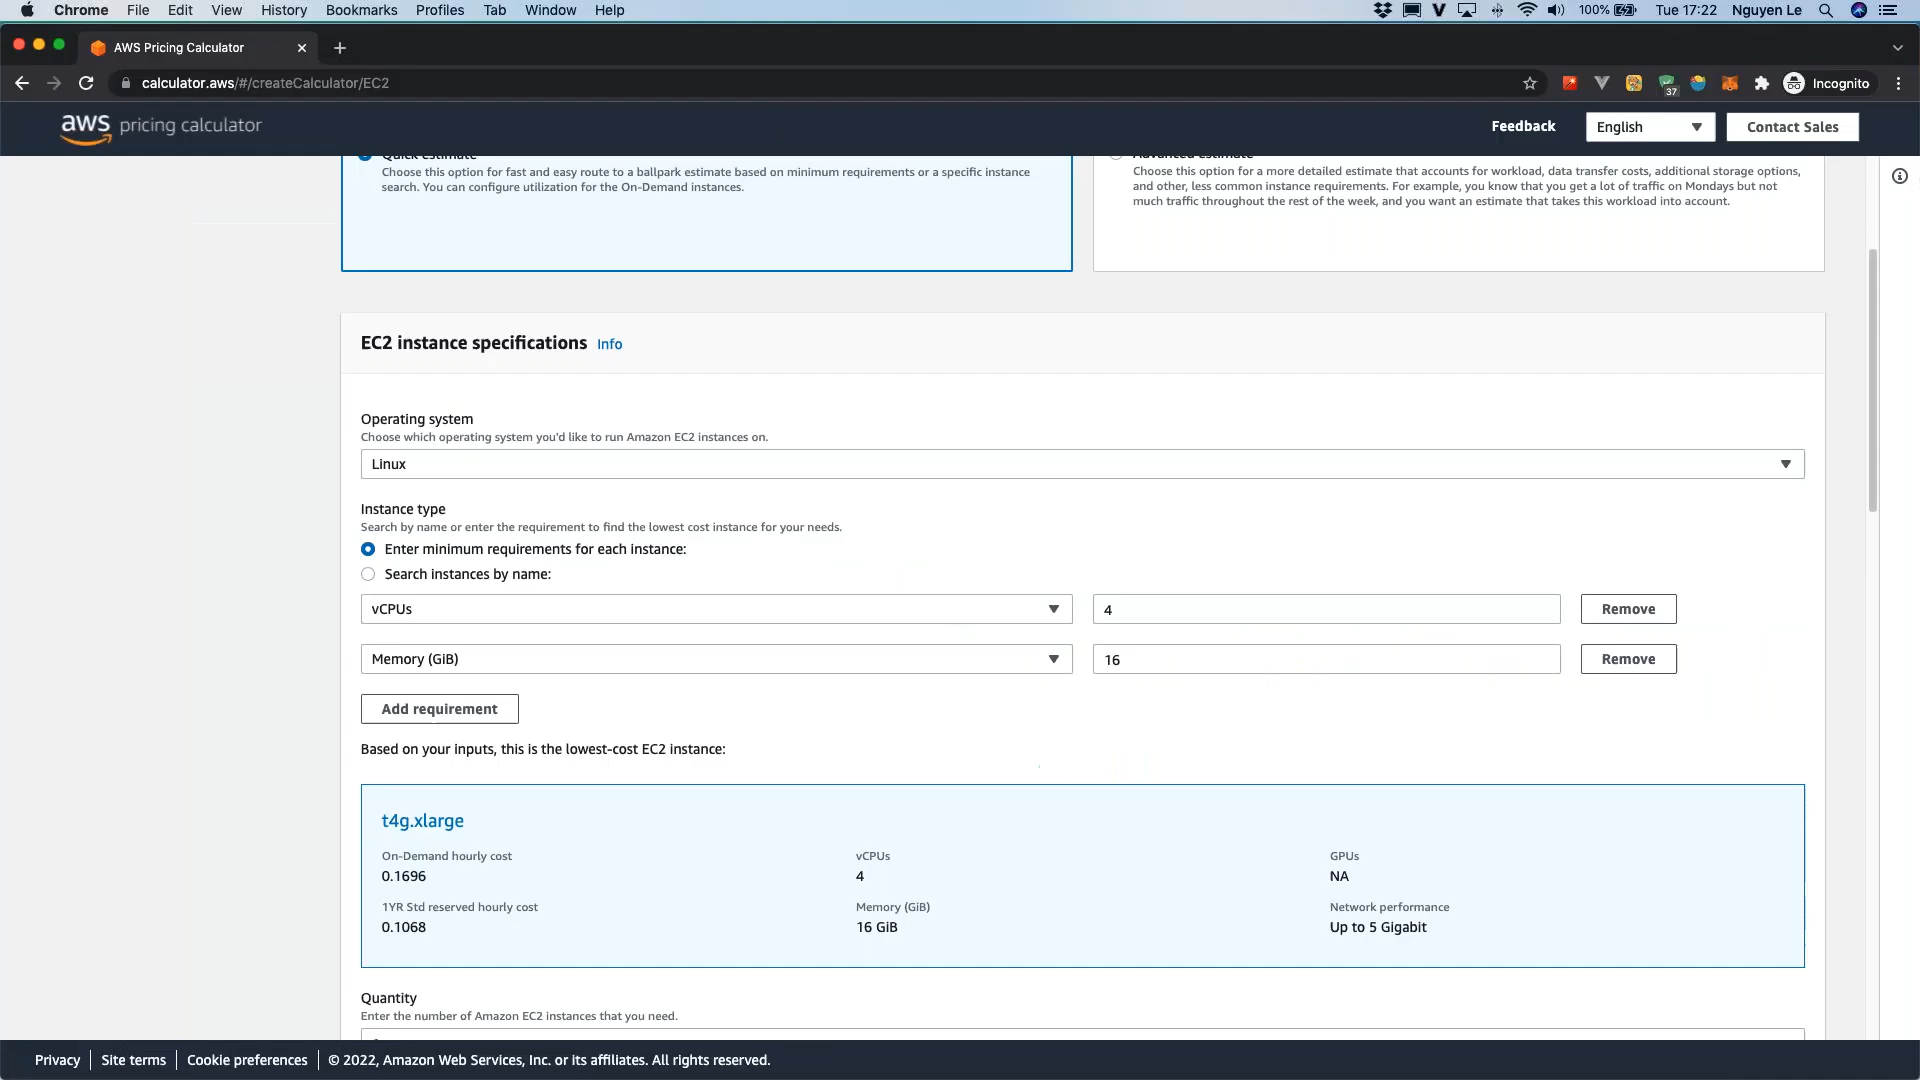 Chrome File Edit View History Bookmarks Profiles Tab Window Help 100% Tue 17:22 Nguyen Le
AWS Pricing Calculator
calculator.aws/#/createCalculator/EC2 37 Incognito
aws pricing calculator Feedback English Contact Sales
Quick estimate
Choose this option for fast and easy route to a ballpark estimate based on minimum requirements or a specific instance
search. You can configure utilization for the On-Demand instances.
Advanced estimate
Choose this option for a more detailed estimate that accounts for workload, data transfer costs, additional storage options,
and other, less common instance requirements. For example, you know that you get a lot of traffic on Mondays but not
much traffic throughout the rest of the week, and you want an estimate that takes this workload into account.
EC2 instance specifications Info
Operating system
Choose which operating system you'd like to run Amazon EC2 instances on.
Linux
Instance type
Search by name or enter the requirement to find the lowest cost instance for your needs.
Enter minimum requirements for each instance:
Search instances by name:
vCPUs 4 Remove
Memory (GiB) 16 Remove
Add requirement
Based on your inputs, this is the lowest-cost EC2 instance:
t4g.xlarge
On-Demand hourly cost vCPUs GPUs
0.1696 4 NA
1YR Std reserved hourly cost Memory (GiB) Network performance
0.1068 16 GiB Up to 5 Gigabit
Quantity
Enter the number of Amazon EC2 instances that you need.
Privacy Site terms Cookie preferences © 2022, Amazon Web Services, Inc. or its affiliates. All rights reserved.